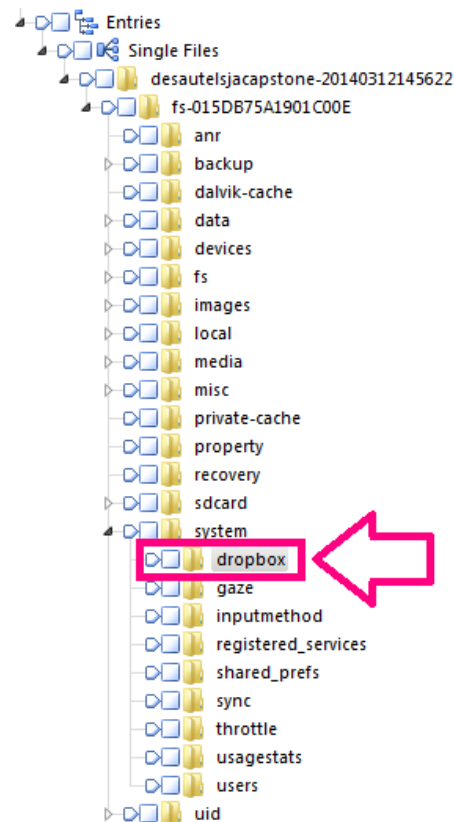 Entries
Single Files
desautelsjacapstone-20140312145622
fs-015DB75A1901C00E
anr
backup
dalvik-cache
data
devices
fs
images
local
media
misc
private-cache
property
recovery
sdcard
system
dropbox
gaze
inputmethod
registered_services
shared_prefs
sync
throttle
usagestats
users
uid